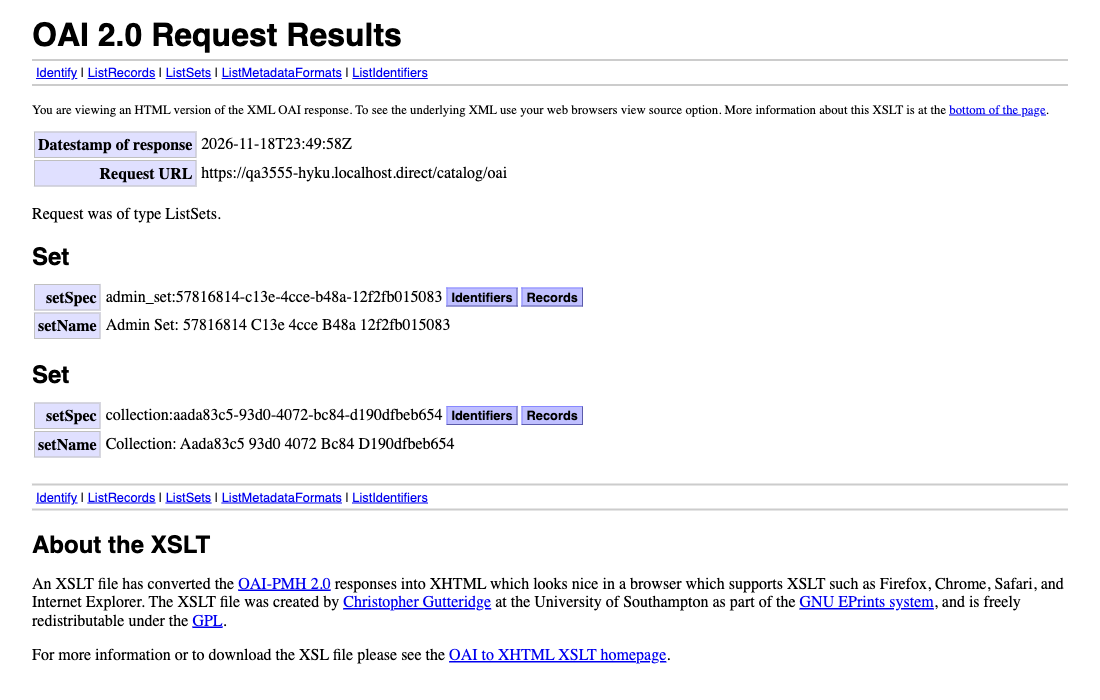 OAI 2.0 Request Results
Identify | ListRecords | ListSets | ListMetadataFormats | ListIdentifiers
You are viewing an HTML version of the XML OAI response. To see the underlying XML use your web browsers view source option. More information about this XSLT is at the bottom of the page.
Datestamp of response 2026-11-18T23:49:58Z
Request URL https://qa3555-hyku.localhost.direct/catalog/oai
Request was of type ListSets.
Set
setSpec admin_set:57816814-c13e-4cce-b48a-12f2fb015083 Identifiers Records
setName Admin Set: 57816814 C13e 4cce B48a 12f2fb015083
Set
setSpec collection:aada83c5-93d0-4072-bc84-d190dfbeb654 Identifiers Records
setName Collection: Aada83c5 93d0 4072 Bc84 D190dfbeb654
Identify | ListRecords | ListSets | ListMetadataFormats | ListIdentifiers
About the XSLT
An XSLT file has converted the OAI-PMH 2.0 responses into XHTML which looks nice in a browser which supports XSLT such as Firefox, Chrome, Safari, and
Internet Explorer. The XSLT file was created by Christopher Gutteridge at the University of Southampton as part of the GNU EPrints system, and is freely
redistributable under the GPL.
For more information or to download the XSL file please see the OAI to XHTML XSLT homepage.